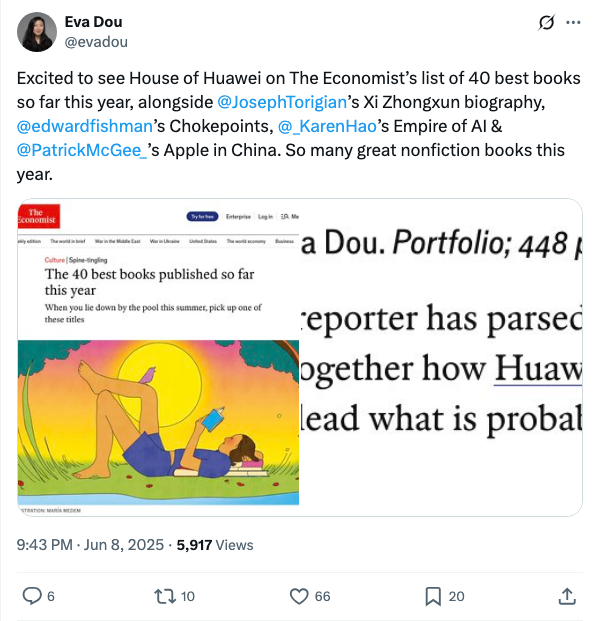 Eva Dou
@evadou
Excited to see House of Huawei on The Economist’s list of 40 best books
so far this year, alongside @JosephTorigian’s Xi Zhongxun biography,
@edwardfishman’s Chokepoints, @_KarenHao’s Empire of AI &
@PatrickMcGee_’s Apple in China. So many great nonfiction books this
year.
The
Economist
Try for free Enterprise Log in Me
edition The world in brief War in the Middle East War in Ukraine United States The world economy Business
Culture | Spine-tingling
The 40 best books published so far
this year
When you lie down by the pool this summer, pick up one of
these titles
STRATION: MARÍA MEDEM
a Dou. Portfolio; 448 p
reporter has parsed
ogether how Huaw
lead what is probab
9:43 PM · Jun 8, 2025 · 5,917 Views
6 10 66 20